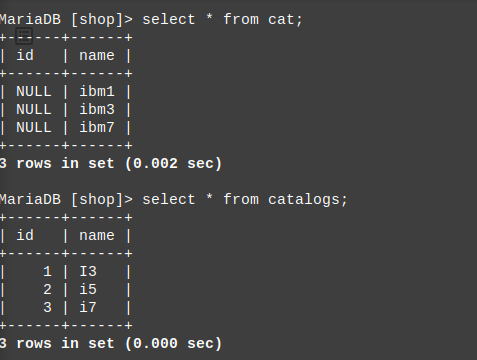 MariaDB [shop]> select * from cat;
+------+------+
| id   | name |
+------+------+
| NULL | ibm1 |
| NULL | ibm3 |
| NULL | ibm7 |
+------+------+
3 rows in set (0.002 sec)
MariaDB [shop]> select * from catalogs;
+------+------+
| id   | name |
+------+------+
|    1 | I3   |
|    2 | i5   |
|    3 | i7   |
+------+------+
3 rows in set (0.000 sec)